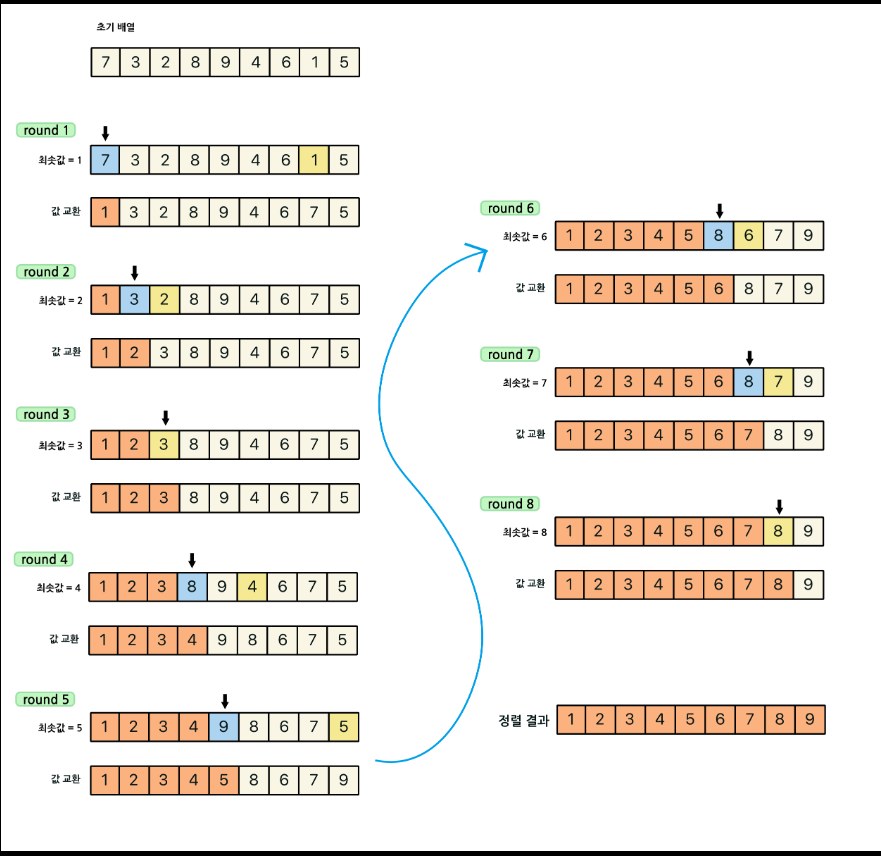 초기 배열
7 3 2 8 9 4 6 1 5
round 1
최솟값 = 1 7 3 2 8 9 4 6 1 5
값 교환 1 3 2 8 9 4 6 7 5
round 2
최솟값 = 2 1 3 2 8 9 4 6 7 5
값 교환 1 2 3 8 9 4 6 7 5
round 3
최솟값 = 3 1 2 3 8 9 4 6 7 5
값 교환 1 2 3 8 9 4 6 7 5
round 4
최솟값 = 4 1 2 3 8 9 4 6 7 5
값 교환 1 2 3 4 9 8 6 7 5
round 5
최솟값 = 5 1 2 3 4 9 8 6 7 5
값 교환 1 2 3 4 5 8 6 7 9
round 6
최솟값 = 6 1 2 3 4 5 8 6 7 9
값 교환 1 2 3 4 5 6 8 7 9
round 7
최솟값 = 7 1 2 3 4 5 6 8 7 9
값 교환 1 2 3 4 5 6 7 8 9
round 8
최솟값 = 8 1 2 3 4 5 6 7 8 9
값 교환 1 2 3 4 5 6 7 8 9
정렬 결과 1 2 3 4 5 6 7 8 9